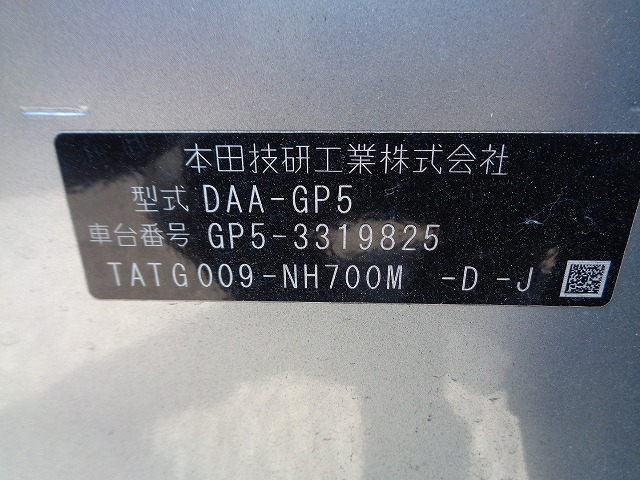 本田技研工業株式会社
型式 DAA-GP5
車台番号 GP5-3319825
TATG009-NH700M -D -J